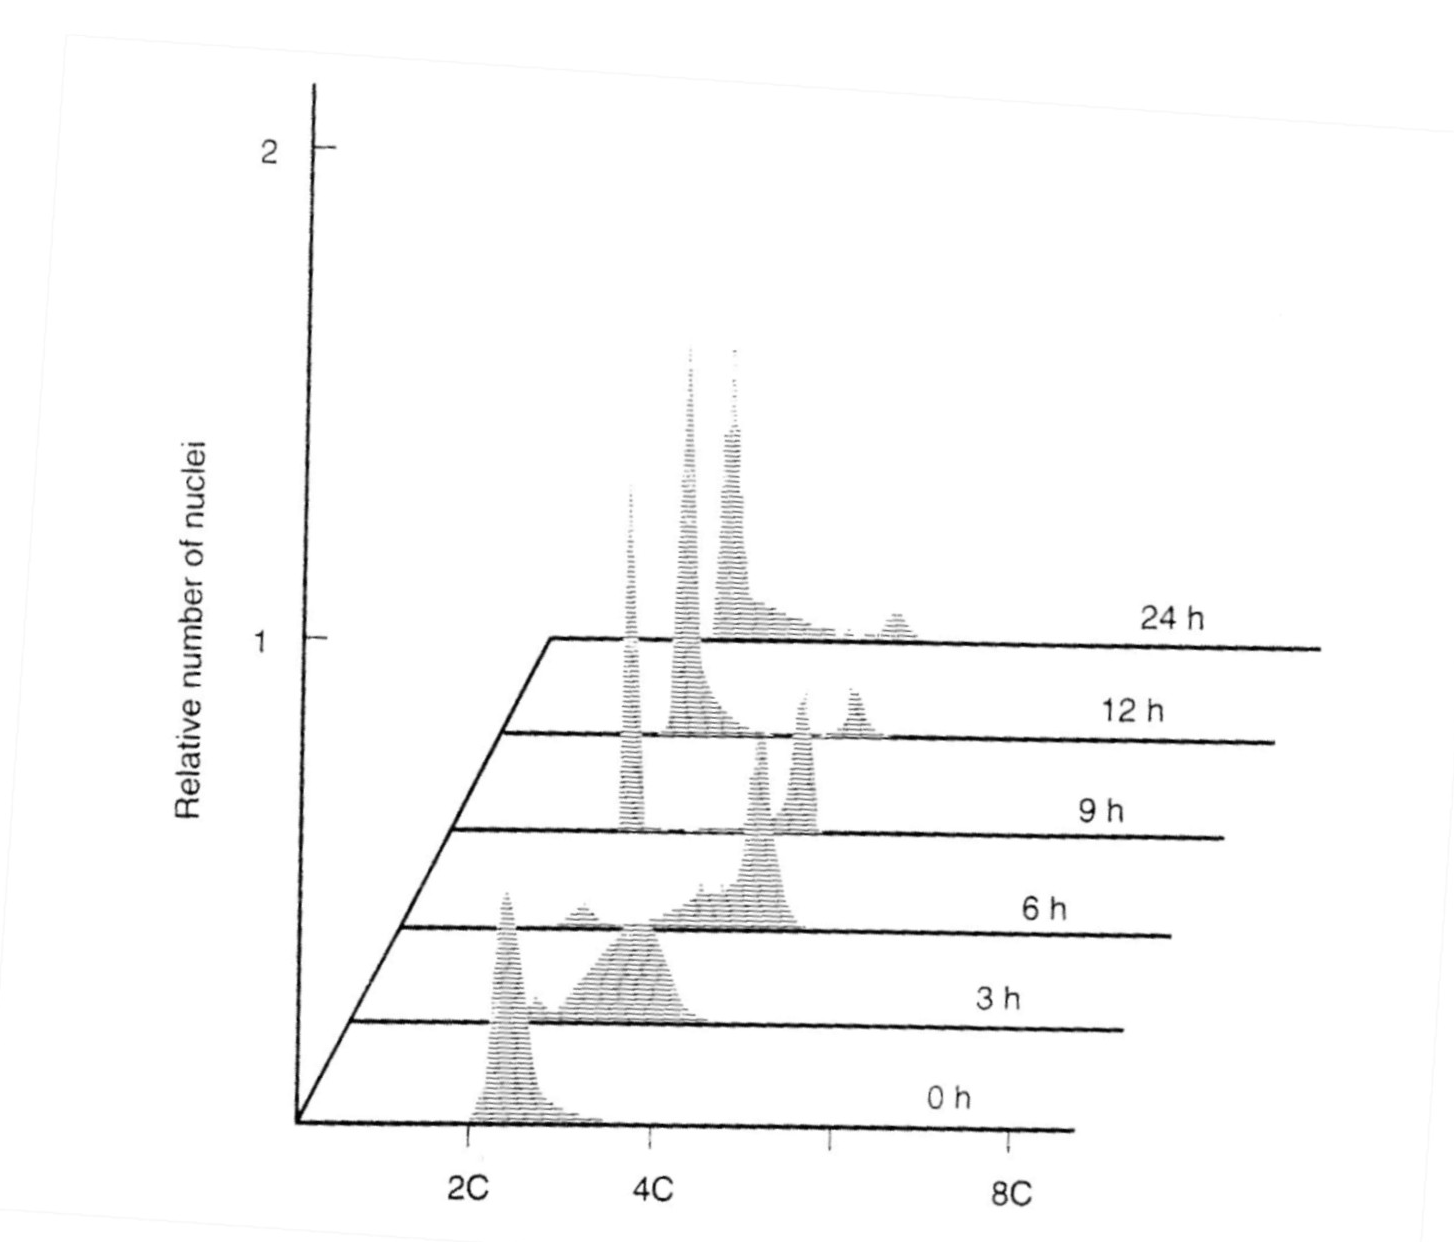 2
1
Relative number of nuclei
24 h
12 h
9 h
6 h
3 h
0 h
2C 4C 8C